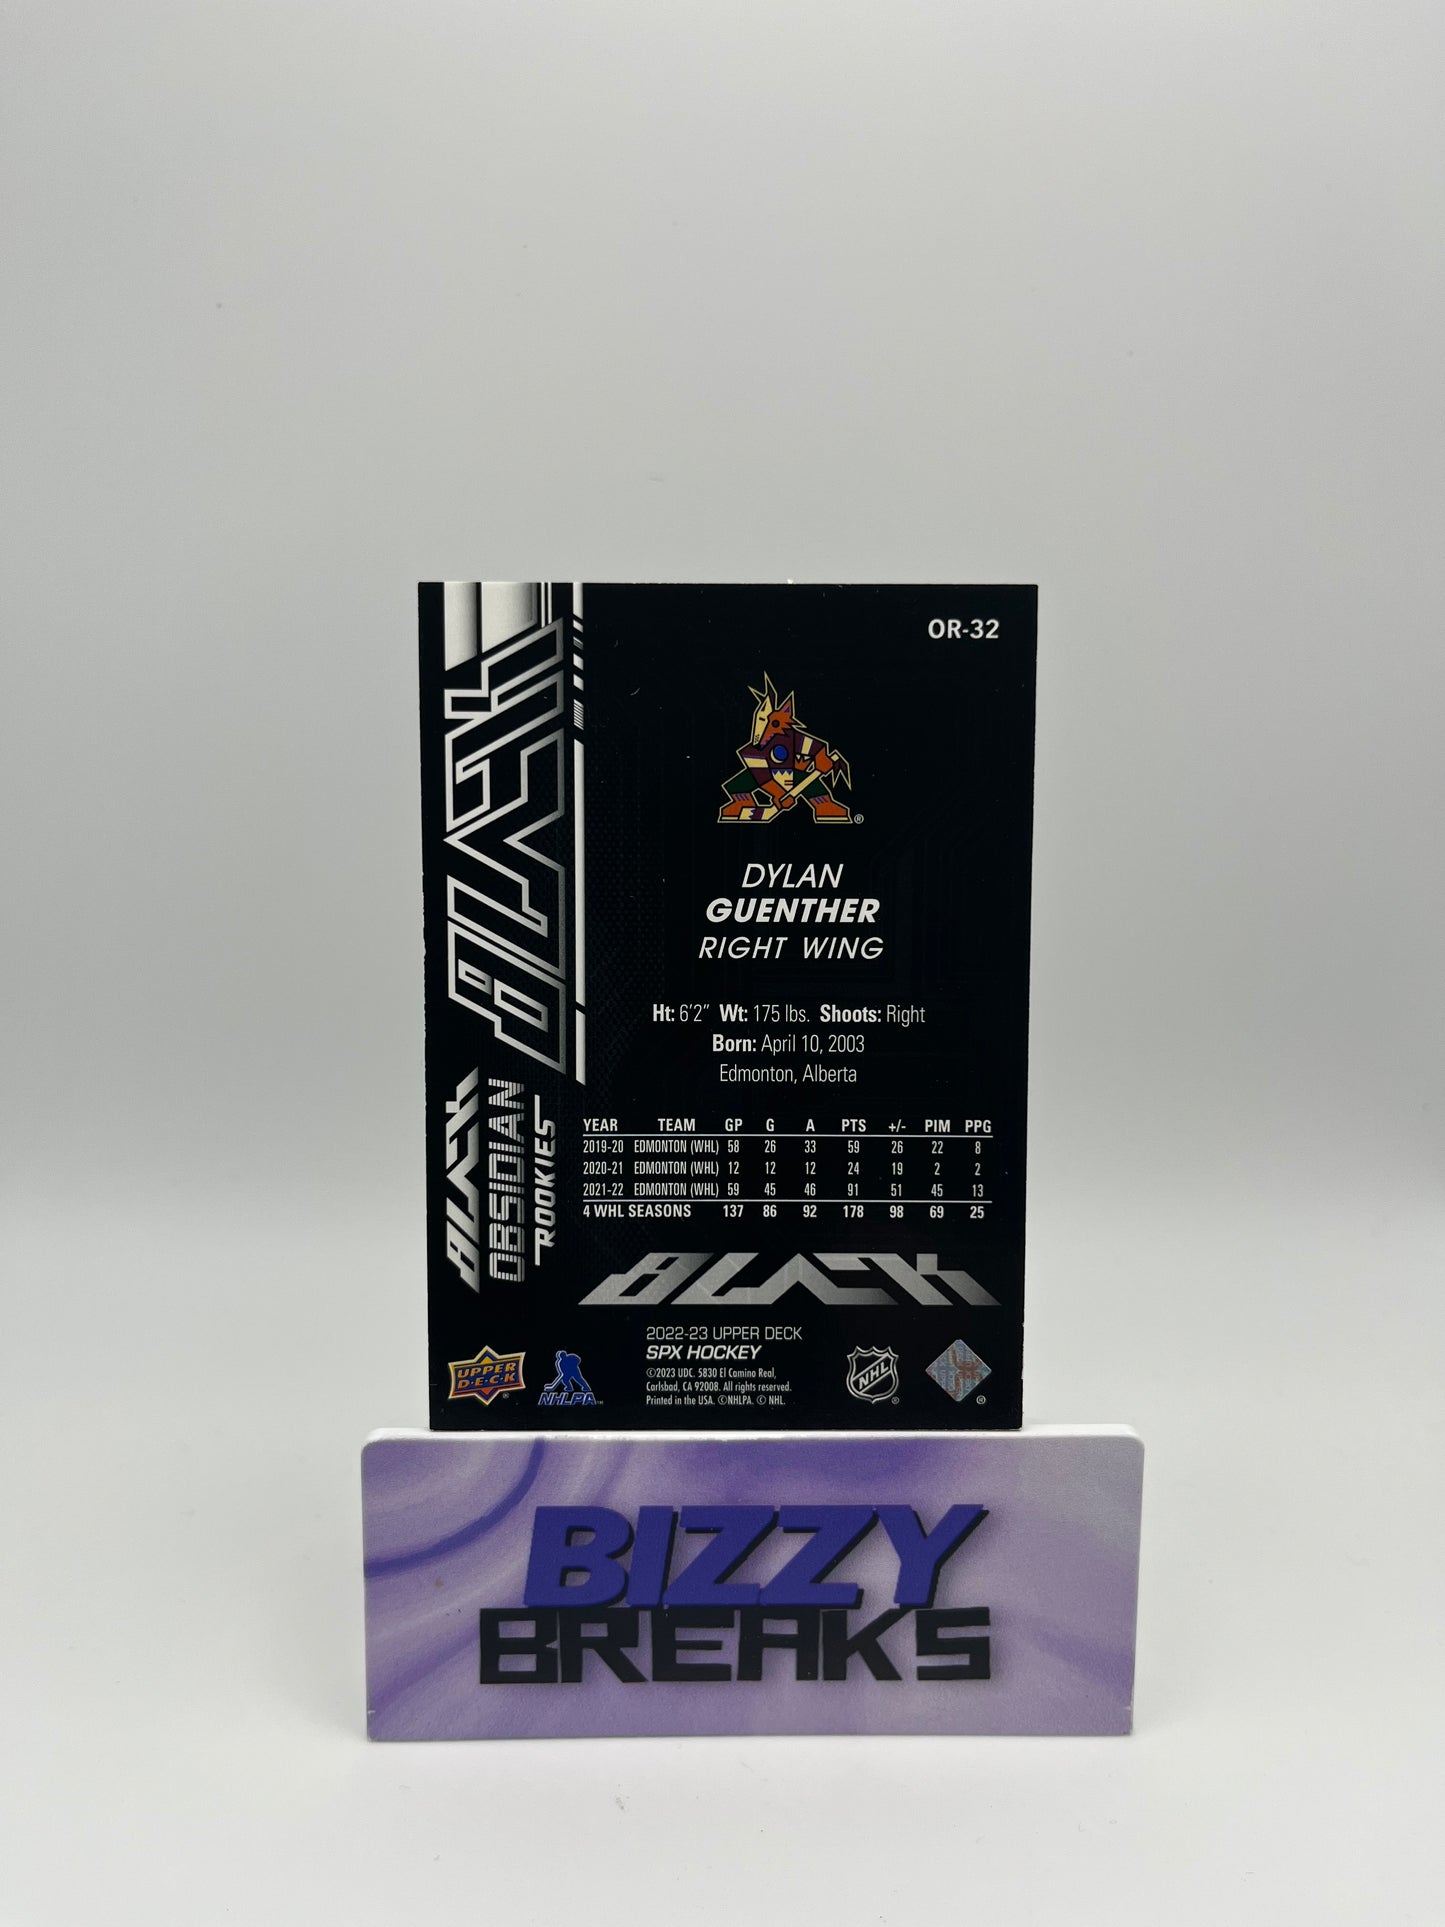 OR-32
BLACK
BLACK
OBSIDIAN
ROOKIES
DYLAN
GUENTHER
RIGHT WING
Ht: 6'2" Wt: 175 lbs. Shoots: Right
Born: April 10, 2003
Edmonton, Alberta
YEAR TEAM GP G A PTS +/- PIM PPG
2019-20 EDMONTON (WHL) 58 26 33 59 26 22 8
2020-21 EDMONTON (WHL) 12 12 12 24 19 2 2
2021-22 EDMONTON (WHL) 59 45 46 91 51 45 13
4 WHL SEASONS 137 86 92 178 98 69 25
BLACK
2022-23 UPPER DECK
SPX HOCKEY
©2023 UDC. 5830 El Camino Real,
Carlsbad, CA 92008. All rights reserved.
Printed in the USA. ©NHLPA. © NHL.
UPPER
D·E·C·K
NHLPA
NHL
BIZZY
BREAKS